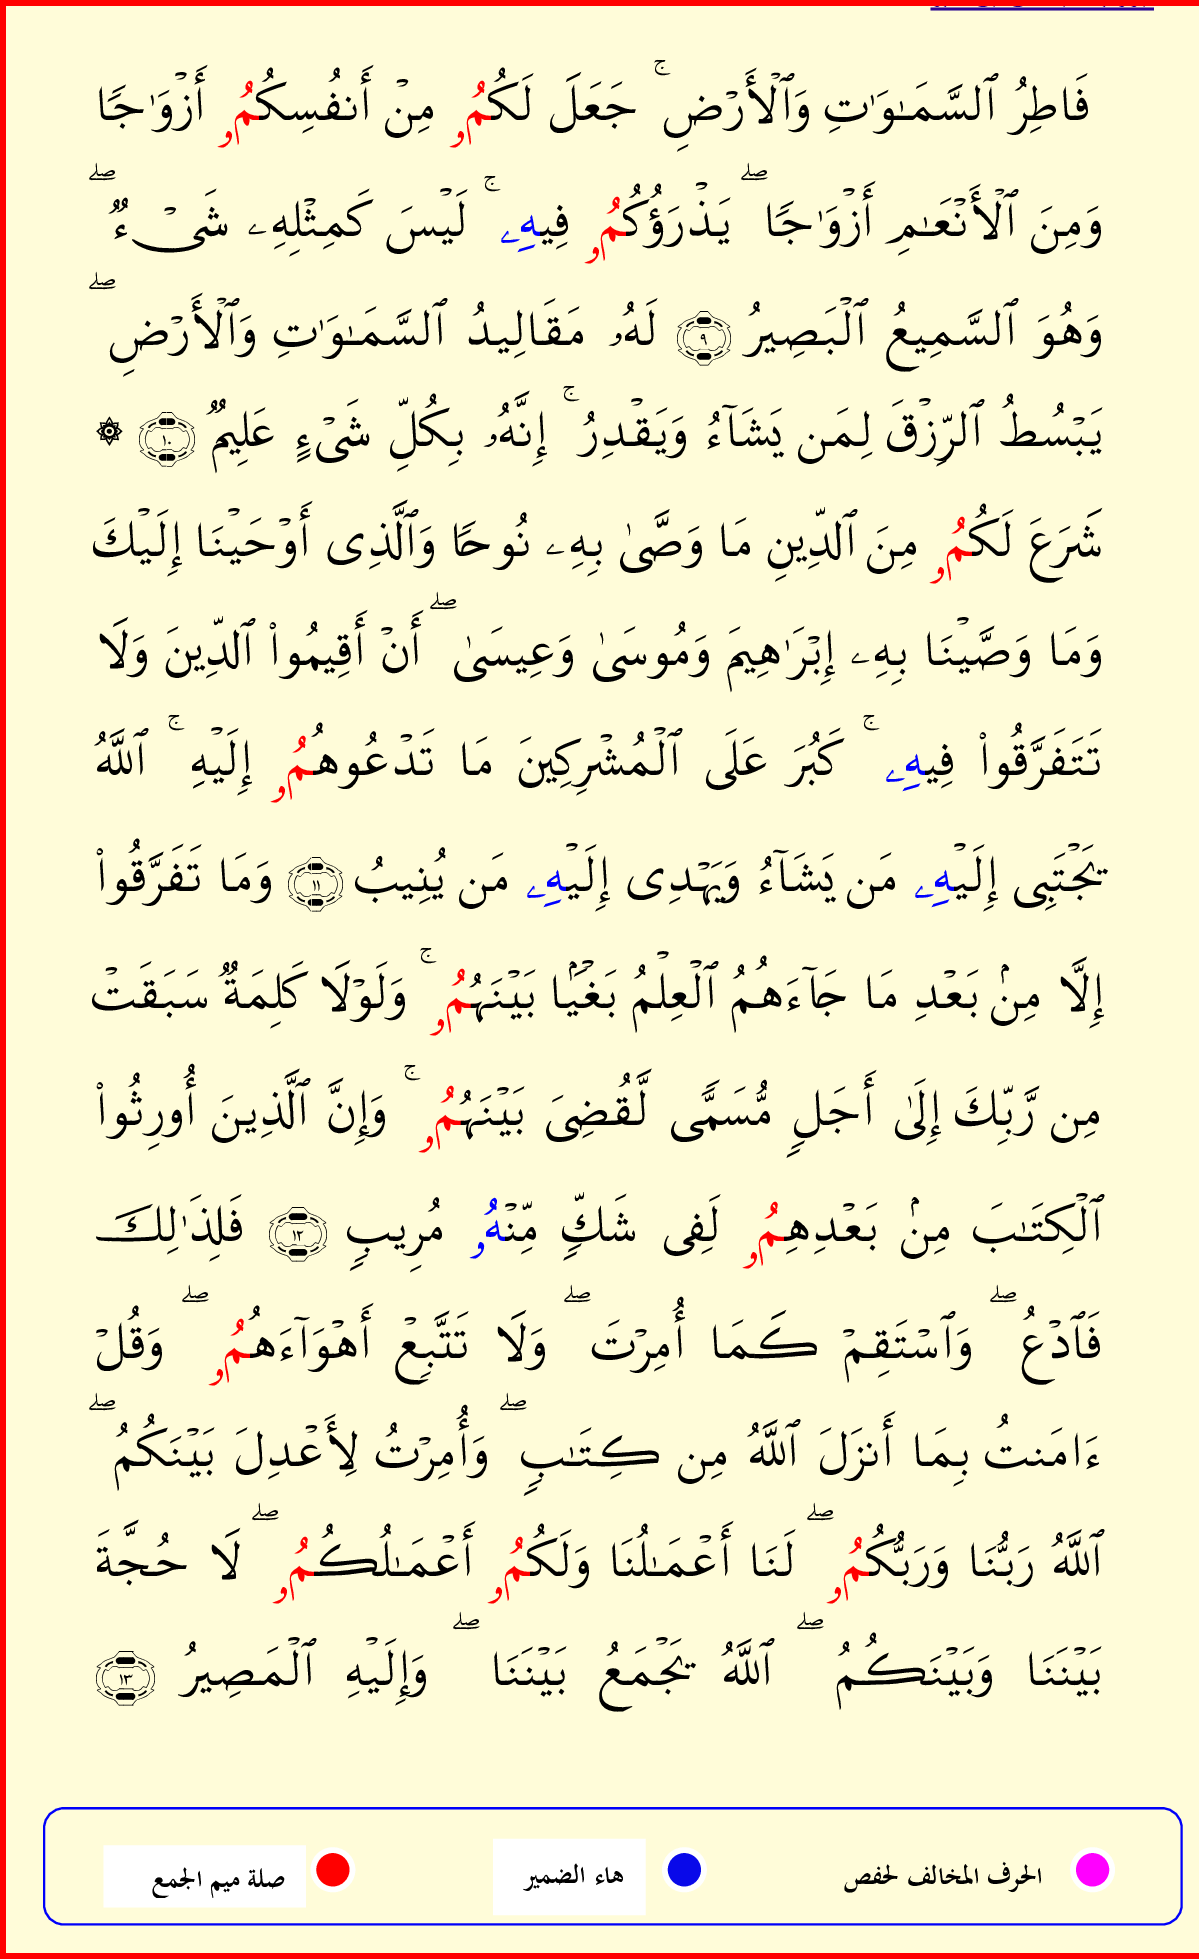 فَاطِرُ ٱلسَّمَـٰوَٰتِ وَٱلْأَرْضِ ۚ جَعَلَ لَكُمُۥ مِنْ أَنفُسِكُمُۥ أَزْوَٰجًا
وَمِنَ ٱلْأَنْعَـٰمِ أَزْوَٰجًا ۖ يَذْرَؤُكُمُۥ فِيهِۦ ۚ لَيْسَ كَمِثْلِهِۦ شَىْءٌ ۖ
وَهُوَ ٱلسَّمِيعُ ٱلْبَصِيرُ ٩ لَهُۥ مَقَالِيدُ ٱلسَّمَـٰوَٰتِ وَٱلْأَرْضِ ۖ
يَبْسُطُ ٱلرِّزْقَ لِمَن يَشَآءُ وَيَقْدِرُ ۚ إِنَّهُۥ بِكُلِّ شَىْءٍ عَلِيمٌ ١٠ ۞
شَرَعَ لَكُمُۥ مِنَ ٱلدِّينِ مَا وَصَّىٰ بِهِۦ نُوحًا وَٱلَّذِى أَوْحَيْنَا إِلَيْكَ
وَمَا وَصَّيْنَا بِهِۦ إِبْرَٰهِيمَ وَمُوسَىٰ وَعِيسَىٰ ۖ أَنْ أَقِيمُوا۟ ٱلدِّينَ وَلَا
تَتَفَرَّقُوا۟ فِيهِۦ ۚ كَبُرَ عَلَى ٱلْمُشْرِكِينَ مَا تَدْعُوهُمُۥ إِلَيْهِ ۚ ٱللَّهُ
يَجْتَبِى إِلَيْهِۦ مَن يَشَآءُ وَيَهْدِى إِلَيْهِۦ مَن يُنِيبُ ١١ وَمَا تَفَرَّقُوا۟
إِلَّا مِنۢ بَعْدِ مَا جَآءَهُمُ ٱلْعِلْمُ بَغْيًۢا بَيْنَهُمُۥ ۚ وَلَوْلَا كَلِمَةٌ سَبَقَتْ
مِن رَّبِّكَ إِلَىٰ أَجَلٍ مُّسَمًّى لَّقُضِىَ بَيْنَهُمُۥ ۚ وَإِنَّ ٱلَّذِينَ أُورِثُوا۟
ٱلْكِتَـٰبَ مِنۢ بَعْدِهِمُۥ لَفِى شَكٍّ مِّنْهُۥ مُرِيبٍ ١٢ فَلِذَٰلِكَ
فَٱدْعُ ۖ وَٱسْتَقِمْ كَمَا أُمِرْتَ ۖ وَلَا تَتَّبِعْ أَهْوَآءَهُمُۥ ۖ وَقُلْ
ءَامَنتُ بِمَا أَنزَلَ ٱللَّهُ مِن كِتَـٰبٍ ۖ وَأُمِرْتُ لِأَعْدِلَ بَيْنَكُمُ ۖ
ٱللَّهُ رَبُّنَا وَرَبُّكُمُۥ ۖ لَنَا أَعْمَـٰلُنَا وَلَكُمُۥ أَعْمَـٰلُكُمُۥ ۖ لَا حُجَّةَ
بَيْنَنَا وَبَيْنَكُمُ ۖ ٱللَّهُ يَجْمَعُ بَيْنَنَا ۖ وَإِلَيْهِ ٱلْمَصِيرُ ١٣
الحرف المخالف لحفص هاء الضمير صلة ميم الجمع